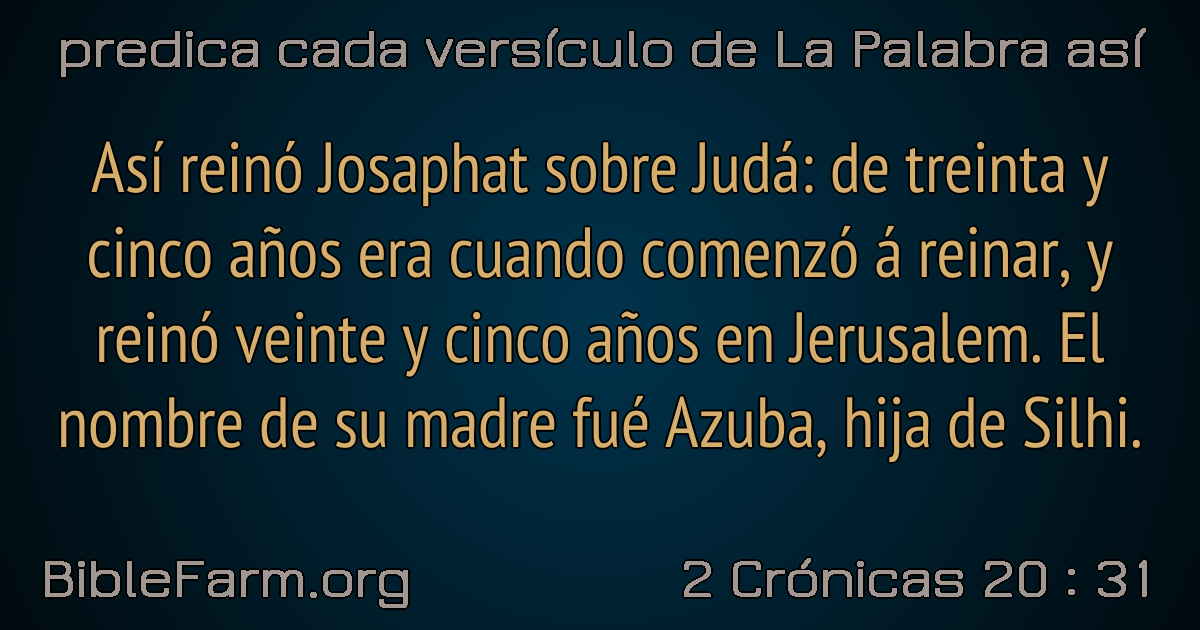 predica cada versículo de La Palabra así
Así reinó Josaphat sobre Judá: de treinta y
cinco años era cuando comenzó á reinar, y
reinó veinte y cinco años en Jerusalem. El
nombre de su madre fué Azuba, hija de Silhi.
BibleFarm.org
2 Crónicas 20 : 31